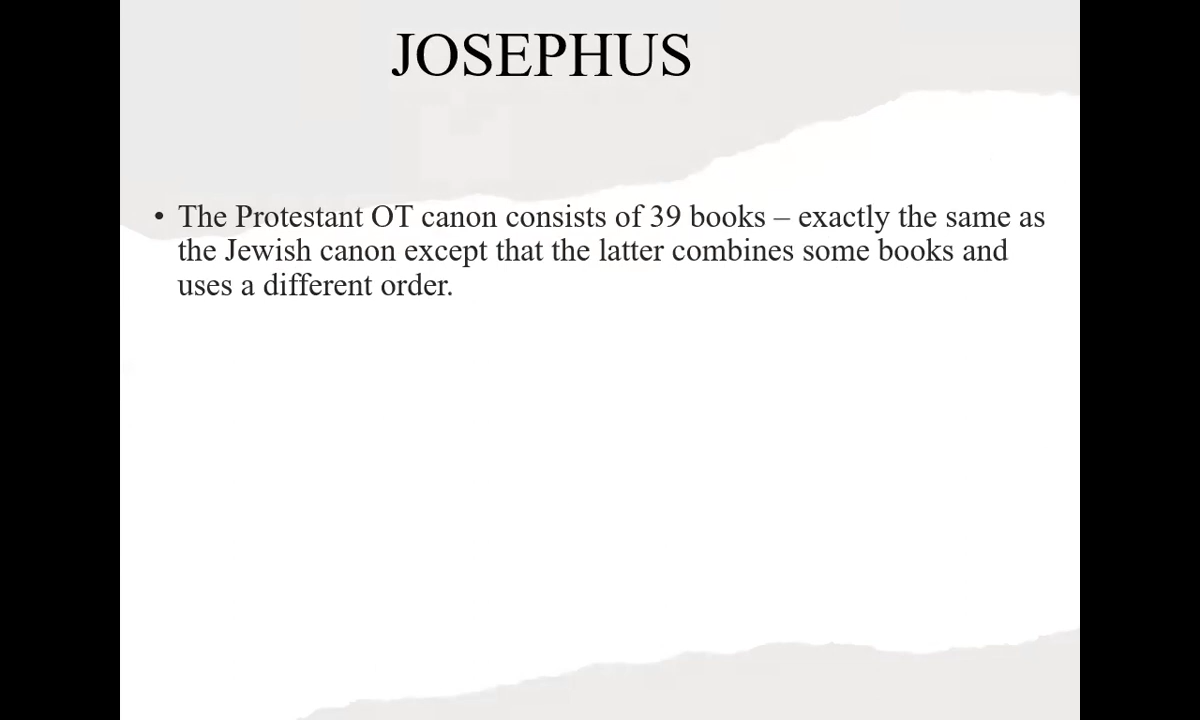 JOSEPHUS
• The Protestant OT canon consists of 39 books – exactly the same as
the Jewish canon except that the latter combines some books and
uses a different order.